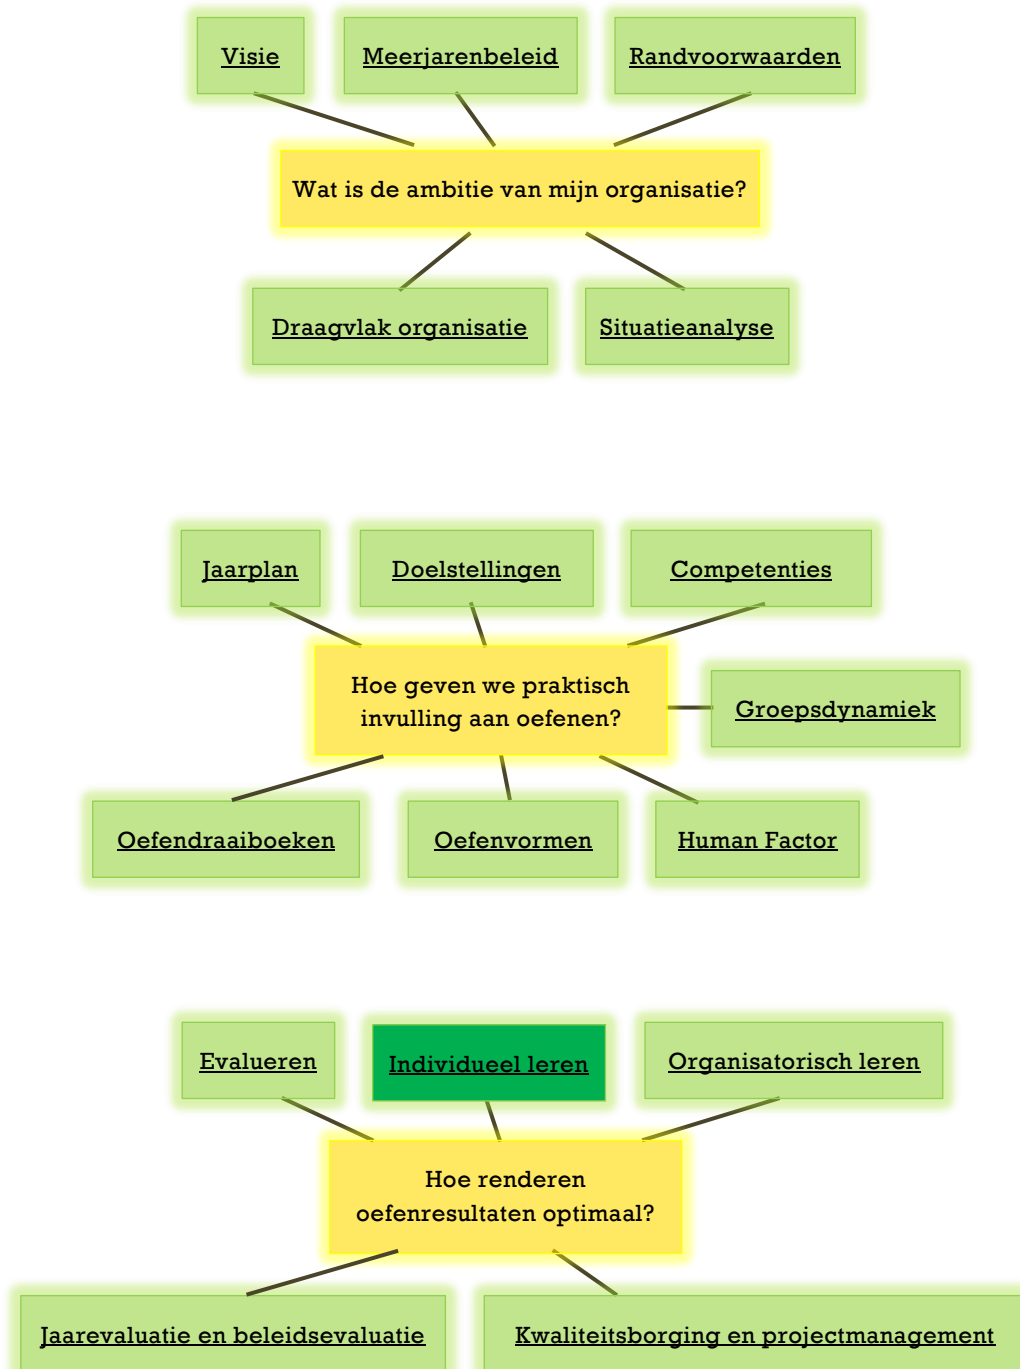 Visie
Meerjarenbeleid
Randvoorwaarden
Wat is de ambitie van mijn organisatie?
Draagvlak organisatie
Situatieanalyse
Jaarplan
Doelstellingen
Competenties
Hoe geven we praktisch
invulling aan oefenen?
Groepsdynamiek
Oefendraaiboeken
Oefenvormen
Human Factor
Evalueren
Individueel leren
Organisatorisch leren
Hoe renderen
oefenresultaten optimaal?
Jaarevaluatie en beleidsevaluatie
Kwaliteitsborging en projectmanagement